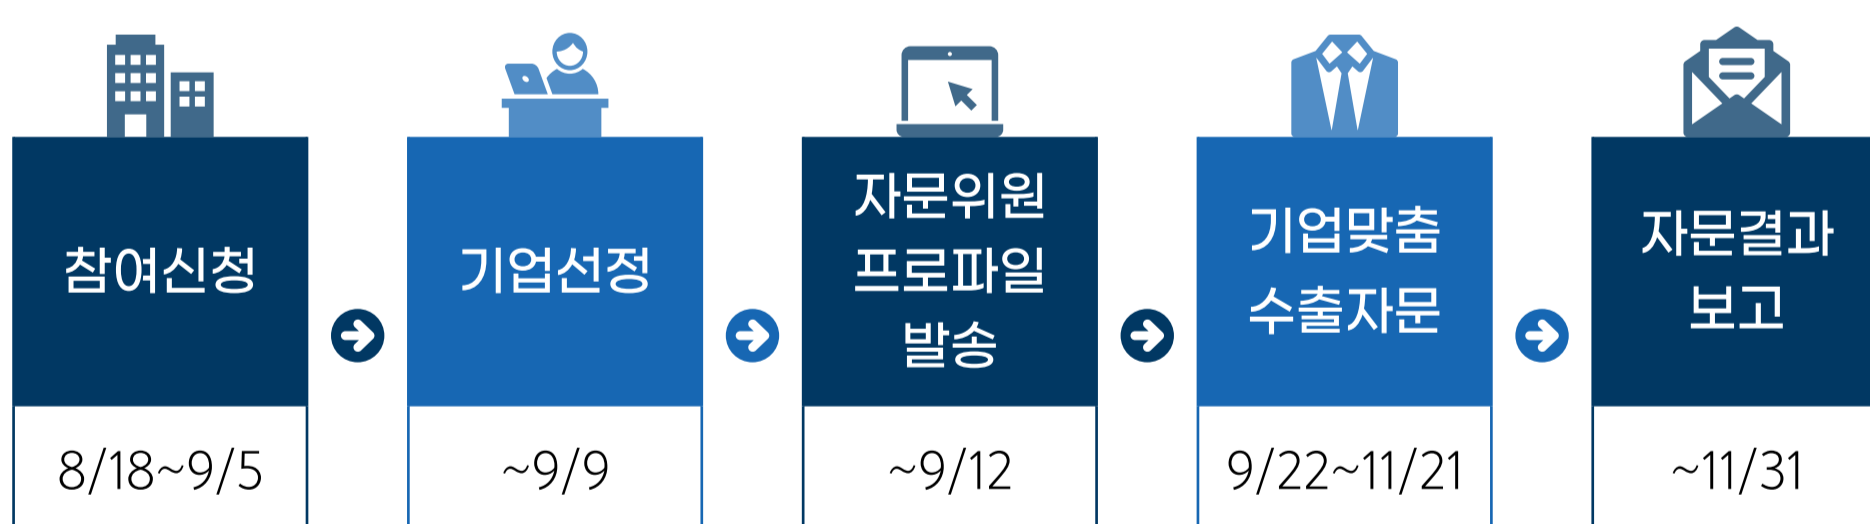 참여신청
8/18~9/5
기업선정
~9/9
자문위원
프로파일
발송
~9/12
기업맞춤
수출자문
9/22~11/21
자문결과
보고
~11/31